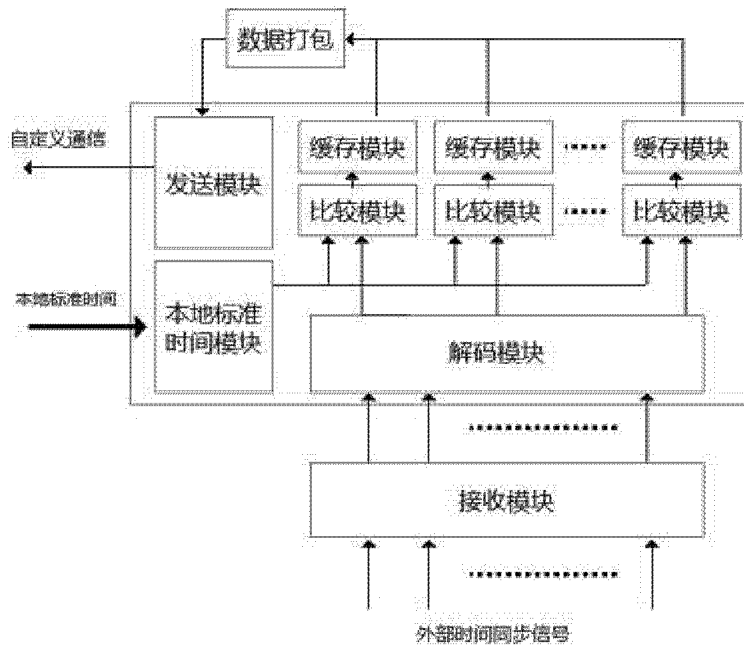 数据打包
自定义通信
发送模块
缓存模块 缓存模块 缓存模块
比较模块 比较模块 比较模块
本地标准时间
本地标准
时间模块
解码模块
接收模块
外部时间同步信号